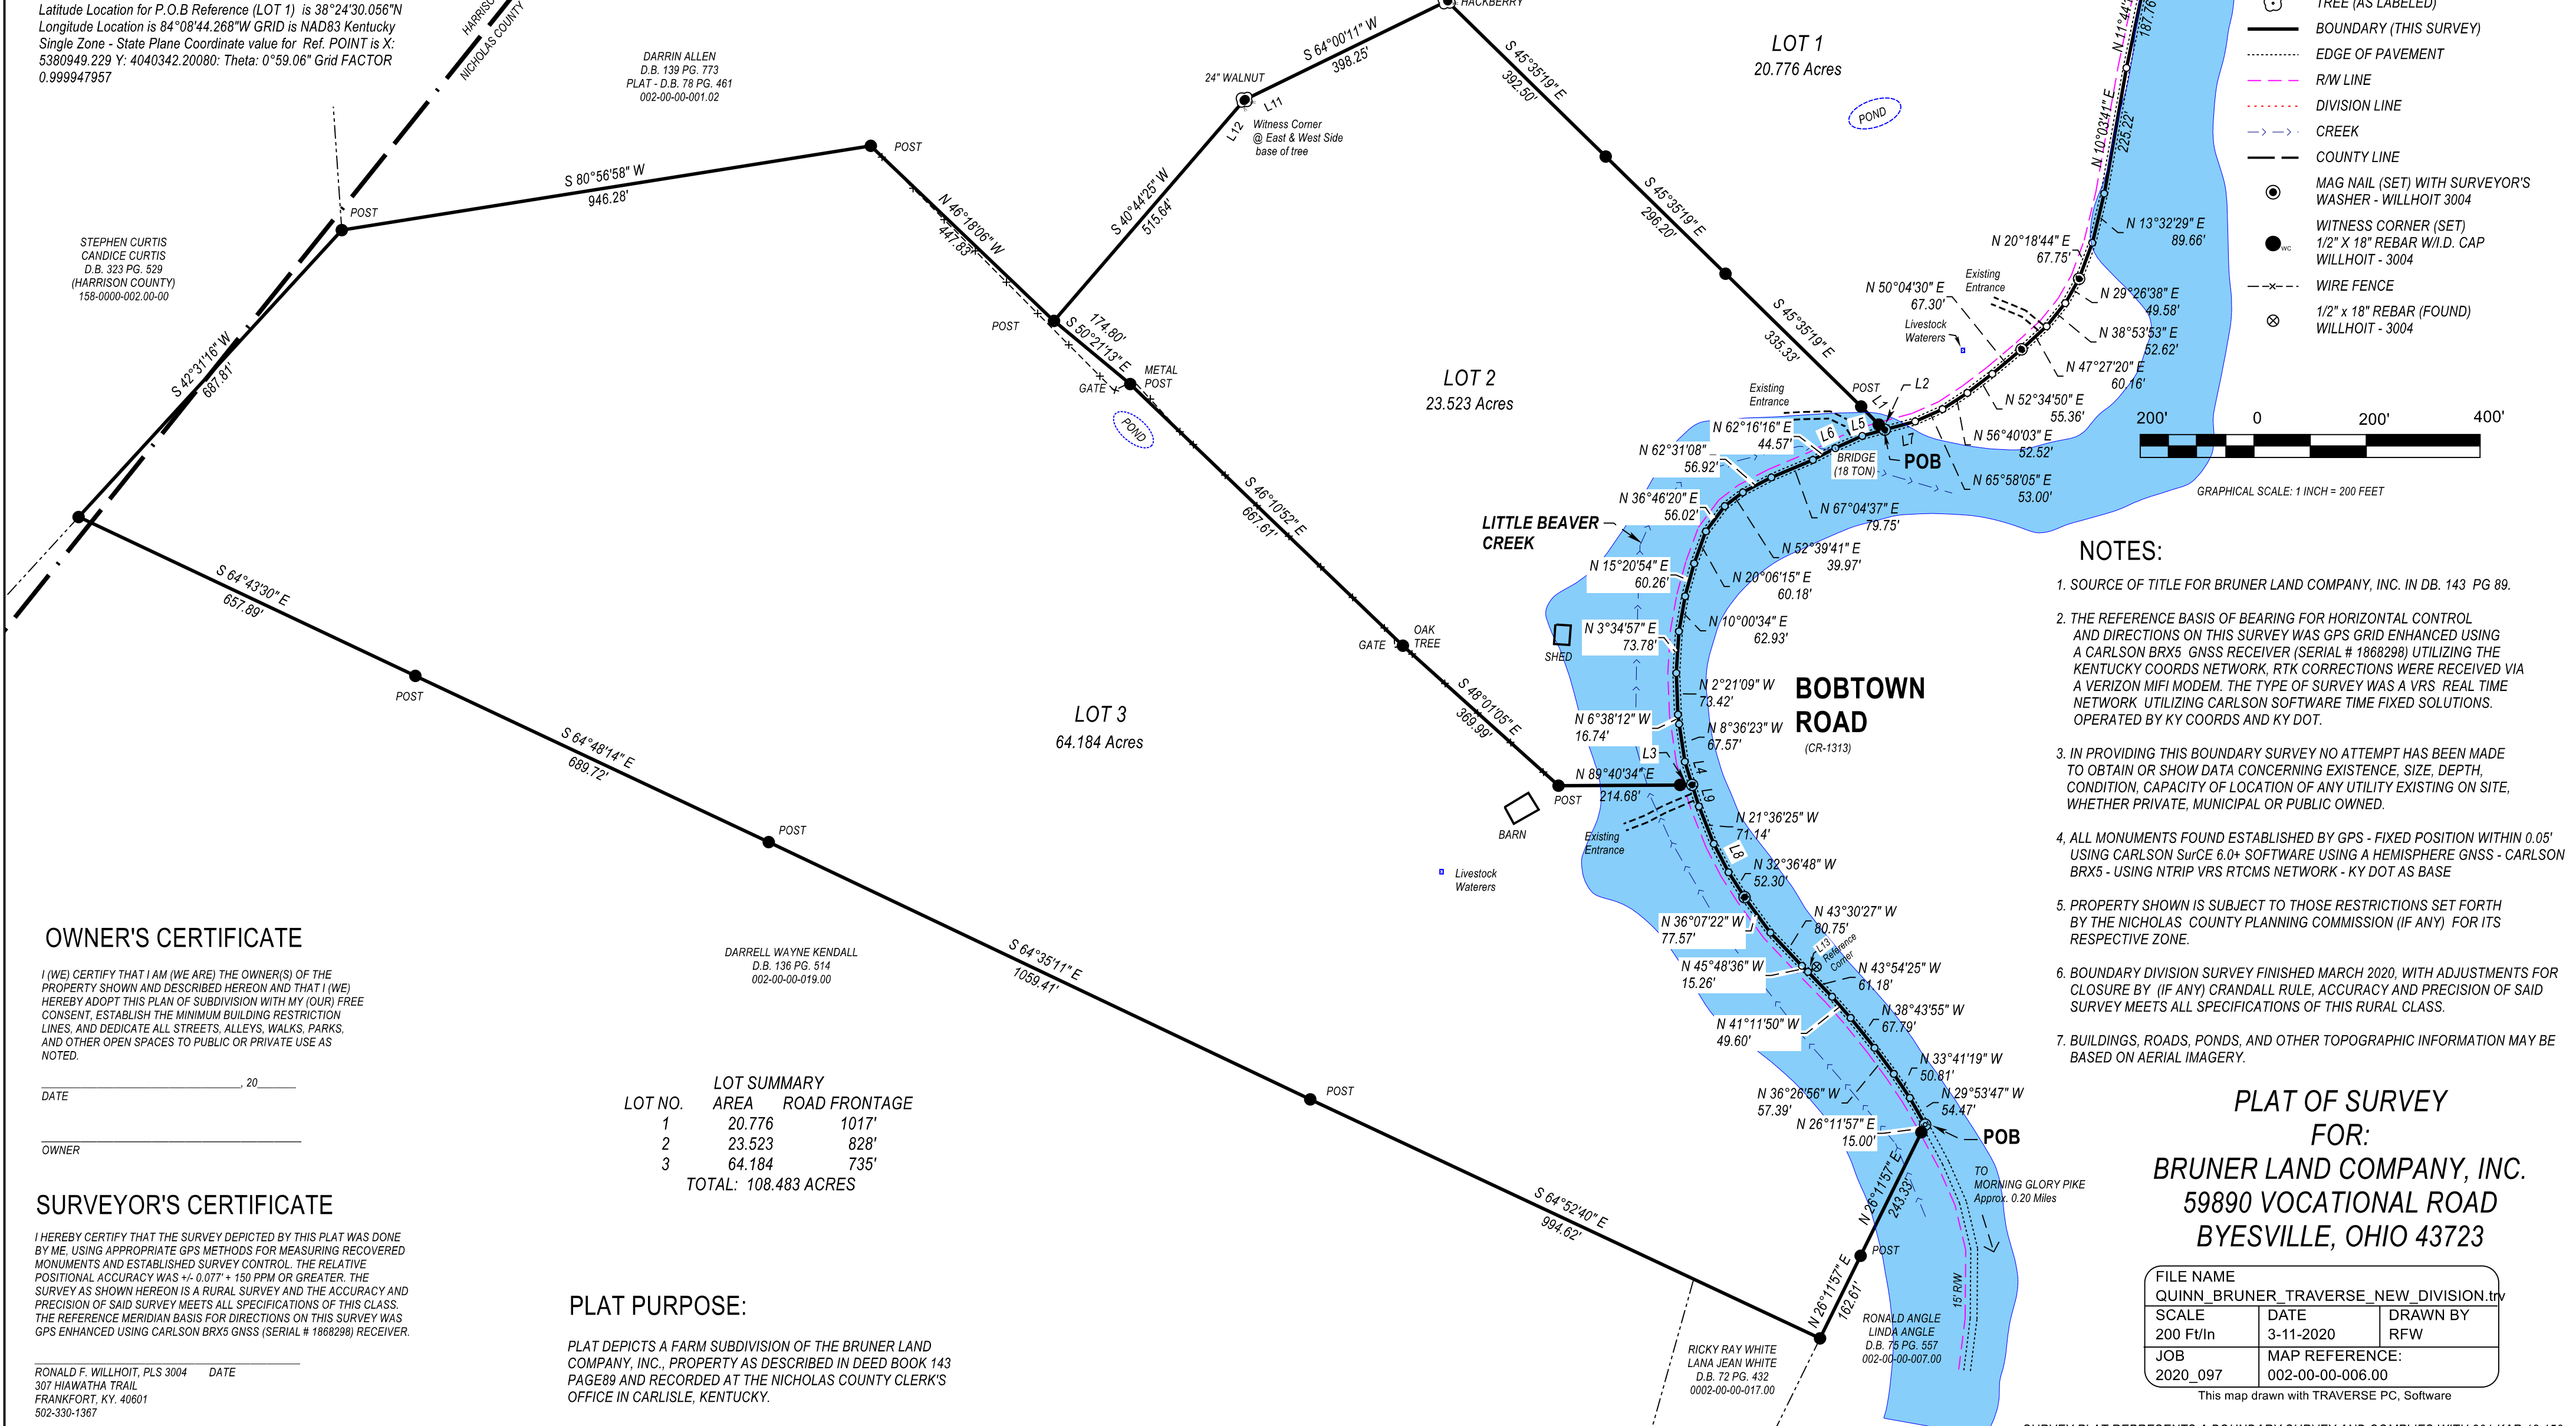 Latitude Location for P.O.B Reference (LOT 1) is 38°24'30.056"N
Longitude Location is 84°08'44.268"W GRID is NAD83 Kentucky
Single Zone - State Plane Coordinate value for Ref. POINT is X:
5380949.229 Y: 4040342.20080: Theta: 0°59.06" Grid FACTOR
0.999947957
NICHOLAS COUNTY
DARRIN ALLEN
D.B. 139 PG. 773
PLAT - D.B. 78 PG. 461
002-00-00-001.02
STEPHEN CURTIS
CANDICE CURTIS
D.B. 323 PG. 529
(HARRISON COUNTY)
158-0000-002.00-00
POST
S 80°56'58" W
946.28'
POST
S 42°31'16" W
687.81'
N 46°18'06" W
447.83'
24" WALNUT
L11
L12
Witness Corner
@ East & West Side
base of tree
S 64°00'11" W
398.25'
HACKBERRY
S 40°44'25" W
515.64'
POST
174.80'
S 50°21'13" E
METAL
POST
GATE
POND
S 45°35'19" E
392.50'
S 45°35'19" E
296.20'
S 45°35'19" E
335.33'
LOT 1
20.776 Acres
POND
LOT 2
23.523 Acres
LOT 3
64.184 Acres
S 46°10'52" E
667.61'
OAK
TREE
GATE
S 48°01'05" E
369.99'
POST
N 89°40'34" E
214.68'
BARN
SHED
Livestock
Waterers
Existing
Entrance
S 64°43'30" E
657.89'
POST
S 64°48'14" E
689.72'
POST
S 64°35'11" E
1059.41'
POST
S 64°52'40" E
994.62'
DARRELL WAYNE KENDALL
D.B. 136 PG. 514
002-00-00-019.00
187.76'
N 10°03'41" E
225.22'
N 13°32'29" E
89.66'
N 20°18'44" E
67.75'
Existing
Entrance
N 29°26'38" E
49.58'
N 50°04'30" E
67.30'
Livestock
Waterers
N 38°53'53" E
52.62'
N 47°27'20" E
60.16'
N 52°34'50" E
55.36'
N 56°40'03" E
52.52'
N 65°58'05" E
53.00'
POST
L1
L2
Existing
Entrance
L5
L6
L7
BRIDGE
(18 TON)
POB
N 62°16'16" E
44.57'
N 62°31'08"
56.92'
N 67°04'37" E
79.75'
N 36°46'20" E
56.02'
N 52°39'41" E
39.97'
LITTLE BEAVER
CREEK
N 15°20'54" E
60.26'
N 20°06'15" E
60.18'
N 10°00'34" E
62.93'
N 3°34'57" E
73.78'
N 2°21'09" W
73.42'
BOBTOWN
ROAD
(CR-1313)
N 6°38'12" W
16.74'
N 8°36'23" W
67.57'
L3
L4
L9
N 21°36'25" W
71.14'
L8
N 32°36'48" W
52.30'
N 36°07'22" W
77.57'
N 43°30'27" W
80.75'
L13
Reference
Corner
N 45°48'36" W
15.26'
N 43°54'25" W
61.18'
N 41°11'50" W
49.60'
N 38°43'55" W
67.79'
N 33°41'19" W
50.81'
N 36°26'56" W
57.39'
N 29°53'47" W
54.47'
N 26°11'57" E
15.00'
POB
N 26°11'57" E
243.33'
TO
MORNING GLORY PIKE
Approx. 0.20 Miles
POST
N 26°11'57" E
162.61'
15' R/W
RONALD ANGLE
LINDA ANGLE
D.B. 75 PG. 557
002-00-00-007.00
RICKY RAY WHITE
LANA JEAN WHITE
D.B. 72 PG. 432
0002-00-00-017.00
TREE (AS LABELED)
BOUNDARY (THIS SURVEY)
EDGE OF PAVEMENT
R/W LINE
DIVISION LINE
CREEK
COUNTY LINE
MAG NAIL (SET) WITH SURVEYOR'S
WASHER - WILLHOIT 3004
WC
WITNESS CORNER (SET)
1/2" X 18" REBAR W/I.D. CAP
WILLHOIT - 3004
WIRE FENCE
1/2" x 18" REBAR (FOUND)
WILLHOIT - 3004
200' 0 200' 400'
GRAPHICAL SCALE: 1 INCH = 200 FEET
NOTES:
1. SOURCE OF TITLE FOR BRUNER LAND COMPANY, INC. IN DB. 143 PG 89.
2. THE REFERENCE BASIS OF BEARING FOR HORIZONTAL CONTROL
AND DIRECTIONS ON THIS SURVEY WAS GPS GRID ENHANCED USING
A CARLSON BRX5 GNSS RECEIVER (SERIAL # 1868298) UTILIZING THE
KENTUCKY COORDS NETWORK, RTK CORRECTIONS WERE RECEIVED VIA
A VERIZON MIFI MODEM. THE TYPE OF SURVEY WAS A VRS REAL TIME
NETWORK UTILIZING CARLSON SOFTWARE TIME FIXED SOLUTIONS.
OPERATED BY KY COORDS AND KY DOT.
3. IN PROVIDING THIS BOUNDARY SURVEY NO ATTEMPT HAS BEEN MADE
TO OBTAIN OR SHOW DATA CONCERNING EXISTENCE, SIZE, DEPTH,
CONDITION, CAPACITY OF LOCATION OF ANY UTILITY EXISTING ON SITE,
WHETHER PRIVATE, MUNICIPAL OR PUBLIC OWNED.
4, ALL MONUMENTS FOUND ESTABLISHED BY GPS - FIXED POSITION WITHIN 0.05'
USING CARLSON SurCE 6.0+ SOFTWARE USING A HEMISPHERE GNSS - CARLSON
BRX5 - USING NTRIP VRS RTCMS NETWORK - KY DOT AS BASE
5. PROPERTY SHOWN IS SUBJECT TO THOSE RESTRICTIONS SET FORTH
BY THE NICHOLAS COUNTY PLANNING COMMISSION (IF ANY) FOR ITS
RESPECTIVE ZONE.
6. BOUNDARY DIVISION SURVEY FINISHED MARCH 2020, WITH ADJUSTMENTS FOR
CLOSURE BY (IF ANY) CRANDALL RULE, ACCURACY AND PRECISION OF SAID
SURVEY MEETS ALL SPECIFICATIONS OF THIS RURAL CLASS.
7. BUILDINGS, ROADS, PONDS, AND OTHER TOPOGRAPHIC INFORMATION MAY BE
BASED ON AERIAL IMAGERY.
OWNER'S CERTIFICATE
I (WE) CERTIFY THAT I AM (WE ARE) THE OWNER(S) OF THE
PROPERTY SHOWN AND DESCRIBED HEREON AND THAT I (WE)
HEREBY ADOPT THIS PLAN OF SUBDIVISION WITH MY (OUR) FREE
CONSENT, ESTABLISH THE MINIMUM BUILDING RESTRICTION
LINES, AND DEDICATE ALL STREETS, ALLEYS, WALKS, PARKS,
AND OTHER OPEN SPACES TO PUBLIC OR PRIVATE USE AS
NOTED.
, 20
DATE
OWNER
SURVEYOR'S CERTIFICATE
I HEREBY CERTIFY THAT THE SURVEY DEPICTED BY THIS PLAT WAS DONE
BY ME, USING APPROPRIATE GPS METHODS FOR MEASURING RECOVERED
MONUMENTS AND ESTABLISHED SURVEY CONTROL. THE RELATIVE
POSITIONAL ACCURACY WAS +/- 0.077' + 150 PPM OR GREATER. THE
SURVEY AS SHOWN HEREON IS A RURAL SURVEY AND THE ACCURACY AND
PRECISION OF SAID SURVEY MEETS ALL SPECIFICATIONS OF THIS CLASS.
THE REFERENCE MERIDIAN BASIS FOR DIRECTIONS ON THIS SURVEY WAS
GPS ENHANCED USING CARLSON BRX5 GNSS (SERIAL # 1868298) RECEIVER.
RONALD F. WILLHOIT, PLS 3004 DATE
307 HIAWATHA TRAIL
FRANKFORT, KY. 40601
502-330-1367
LOT SUMMARY
LOT NO. AREA ROAD FRONTAGE
1 20.776 1017'
2 23.523 828'
3 64.184 735'
TOTAL: 108.483 ACRES
PLAT PURPOSE:
PLAT DEPICTS A FARM SUBDIVISION OF THE BRUNER LAND
COMPANY, INC., PROPERTY AS DESCRIBED IN DEED BOOK 143
PAGE89 AND RECORDED AT THE NICHOLAS COUNTY CLERK'S
OFFICE IN CARLISLE, KENTUCKY.
PLAT OF SURVEY
FOR:
BRUNER LAND COMPANY, INC.
59890 VOCATIONAL ROAD
BYESVILLE, OHIO 43723
FILE NAME
QUINN_BRUNER_TRAVERSE_NEW_DIVISION.trv
SCALE DATE DRAWN BY
200 Ft/In 3-11-2020 RFW
JOB MAP REFERENCE:
2020_097 002-00-00-006.00
This map drawn with TRAVERSE PC, Software